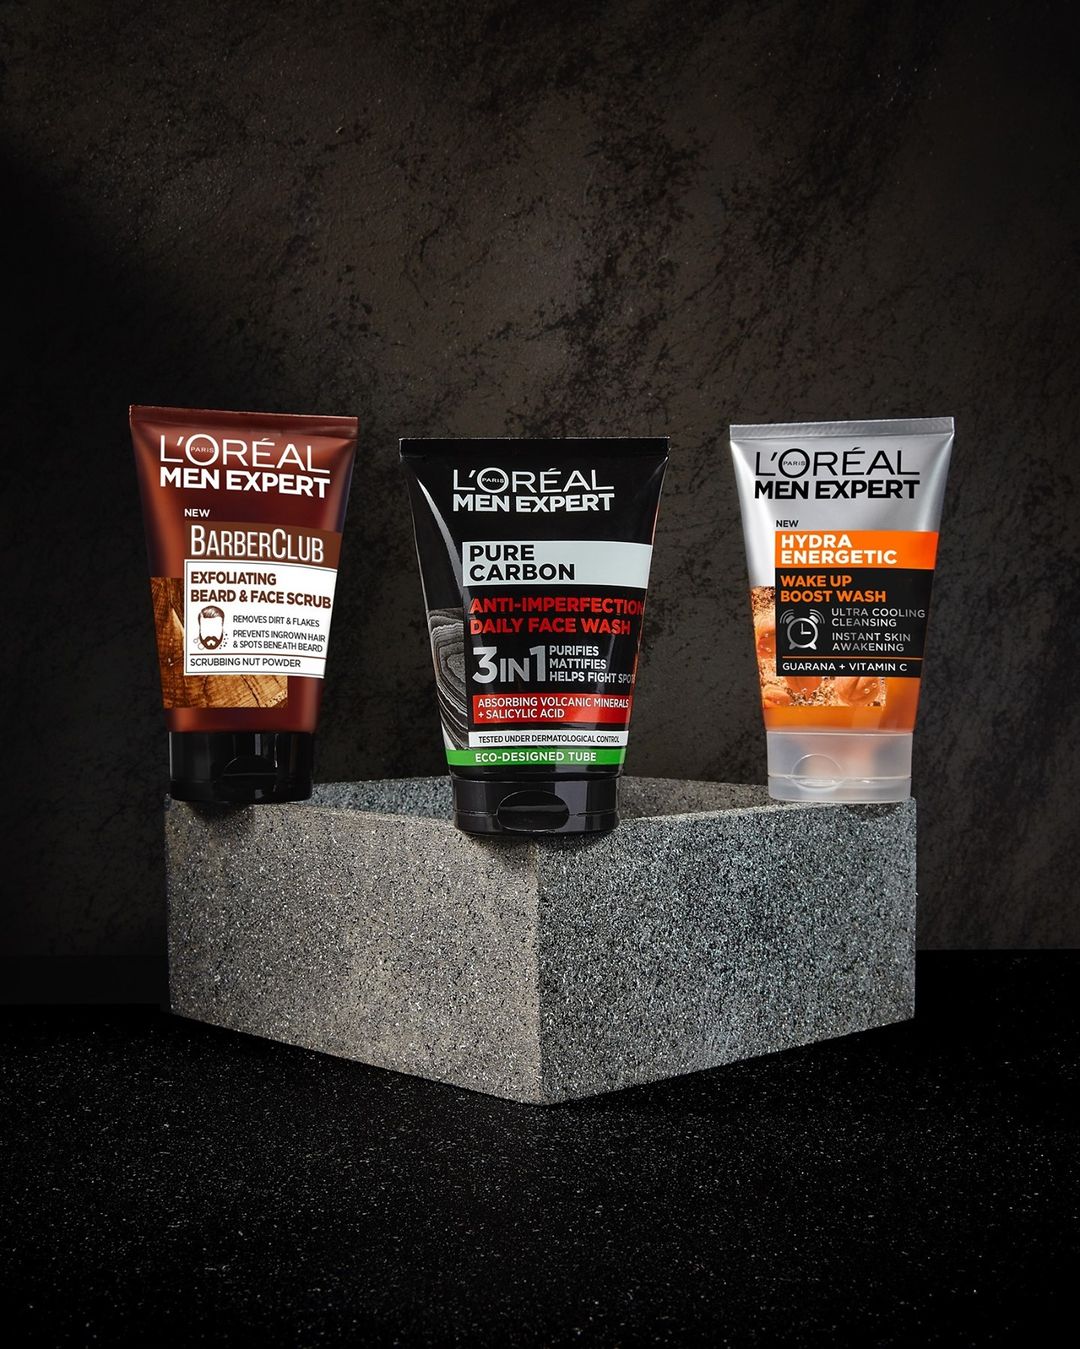 L'ORÉAL
PARIS
MEN EXPERT
NEW
BARBERCLUB
EXFOLIATING
BEARD & FACE SCRUB
REMOVES DIRT & FLAKES
PREVENTS INGROWN HAIR
& SPOTS BENEATH BEARD
SCRUBBING NUT POWDER
L'ORÉAL
PARIS
MEN EXPERT
PURE
CARBON
ANTI-IMPERFECTION
DAILY FACE WASH
3IN1
PURIFIES
MATTIFIES
HELPS FIGHT SPOTS
ABSORBING VOLCANIC MINERALS
+ SALICYLIC ACID
TESTED UNDER DERMATOLOGICAL CONTROL
ECO-DESIGNED TUBE
L'ORÉAL
PARIS
MEN EXPERT
NEW
HYDRA
ENERGETIC
WAKE UP
BOOST WASH
ULTRA COOLING
CLEANSING
INSTANT SKIN
AWAKENING
GUARANA + VITAMIN C